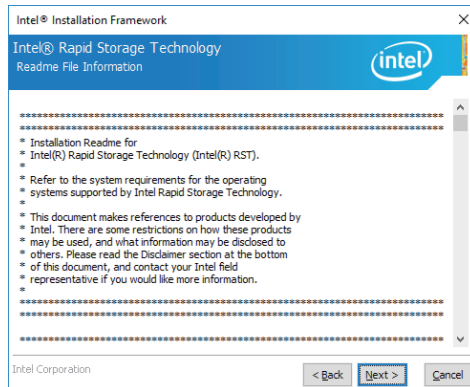 Intel® Installation Framework
Intel® Rapid Storage Technology
Readme File Information
intel
*******************************************************************************
*******************************************************************************
* Installation Readme for
* Intel(R) Rapid Storage Technology (Intel(R) RST).
*
* Refer to the system requirements for the operating
* systems supported by Intel Rapid Storage Technology.
*
* This document makes references to products developed by
* Intel. There are some restrictions on how these products
* may be used, and what information may be disclosed to
* others. Please read the Disclaimer section at the bottom
* of this document, and contact your Intel field
* representative if you would like more information.
*
*******************************************************************************
*******************************************************************************
*******************************************************************************
Intel Corporation
< Back
Next >
Cancel